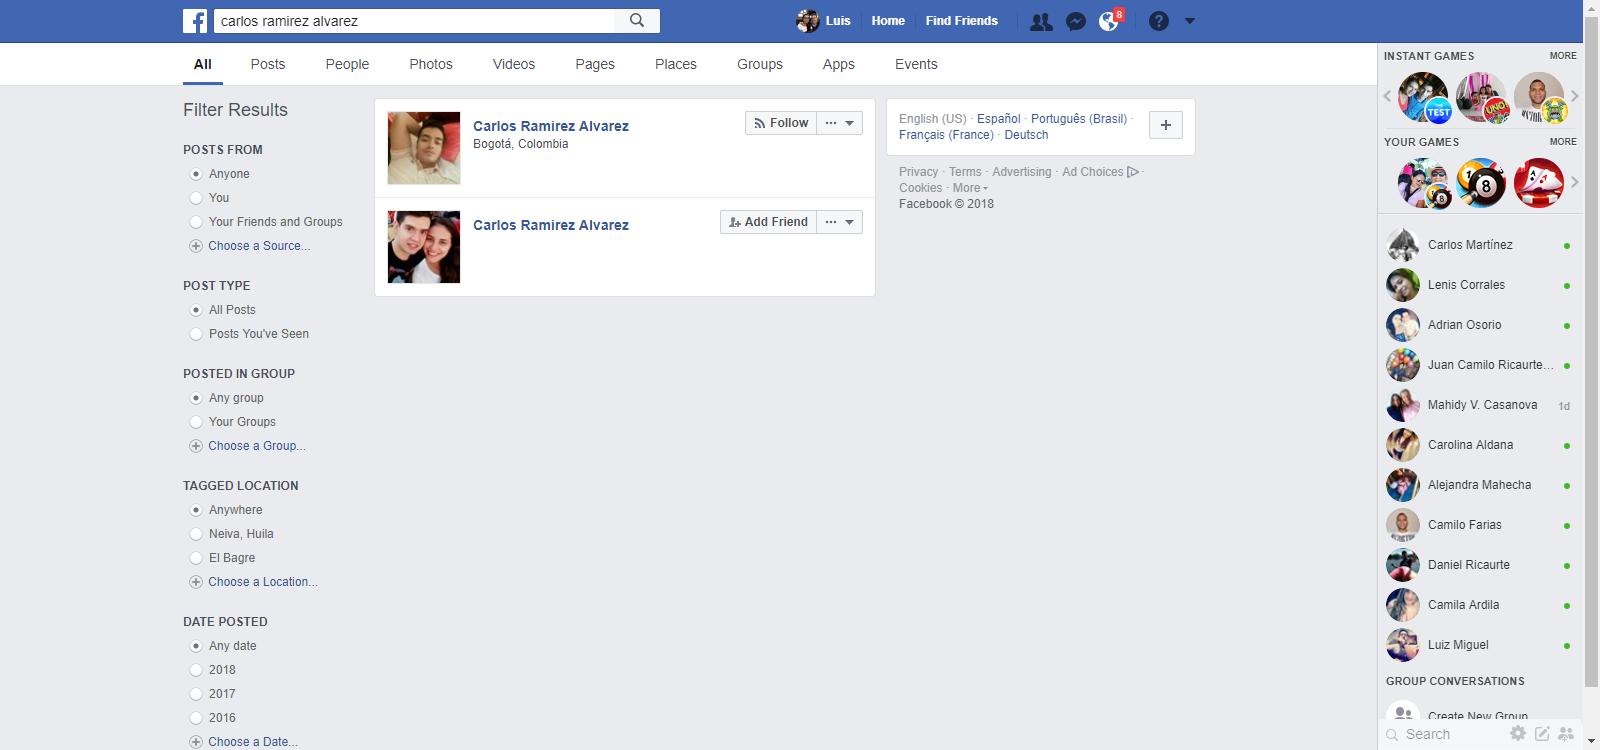 carlos ramirez alvarez
Luis Home Find Friends 8
All Posts People Photos Videos Pages Places Groups Apps Events
Filter Results
POSTS FROM
Anyone
You
Your Friends and Groups
Choose a Source...
POST TYPE
All Posts
Posts You've Seen
POSTED IN GROUP
Any group
Your Groups
Choose a Group...
TAGGED LOCATION
Anywhere
Neiva, Huila
El Bagre
Choose a Location...
DATE POSTED
Any date
2018
2017
2016
Choose a Date...
Carlos Ramirez Alvarez
Bogotá, Colombia
Follow
Carlos Ramirez Alvarez
Add Friend
English (US) · Español · Português (Brasil) ·
Français (France) · Deutsch
Privacy · Terms · Advertising · Ad Choices ·
Cookies · More
Facebook © 2018
INSTANT GAMES MORE
THE TEST
UNO
YOUR GAMES MORE
8
8
Carlos Martínez
Lenis Corrales
Adrian Osorio
Juan Camilo Ricaurte...
Mahidy V. Casanova 1d
Carolina Aldana
Alejandra Mahecha
Camilo Farias
Daniel Ricaurte
Camila Ardila
Luiz Miguel
GROUP CONVERSATIONS
Create New Group
Search